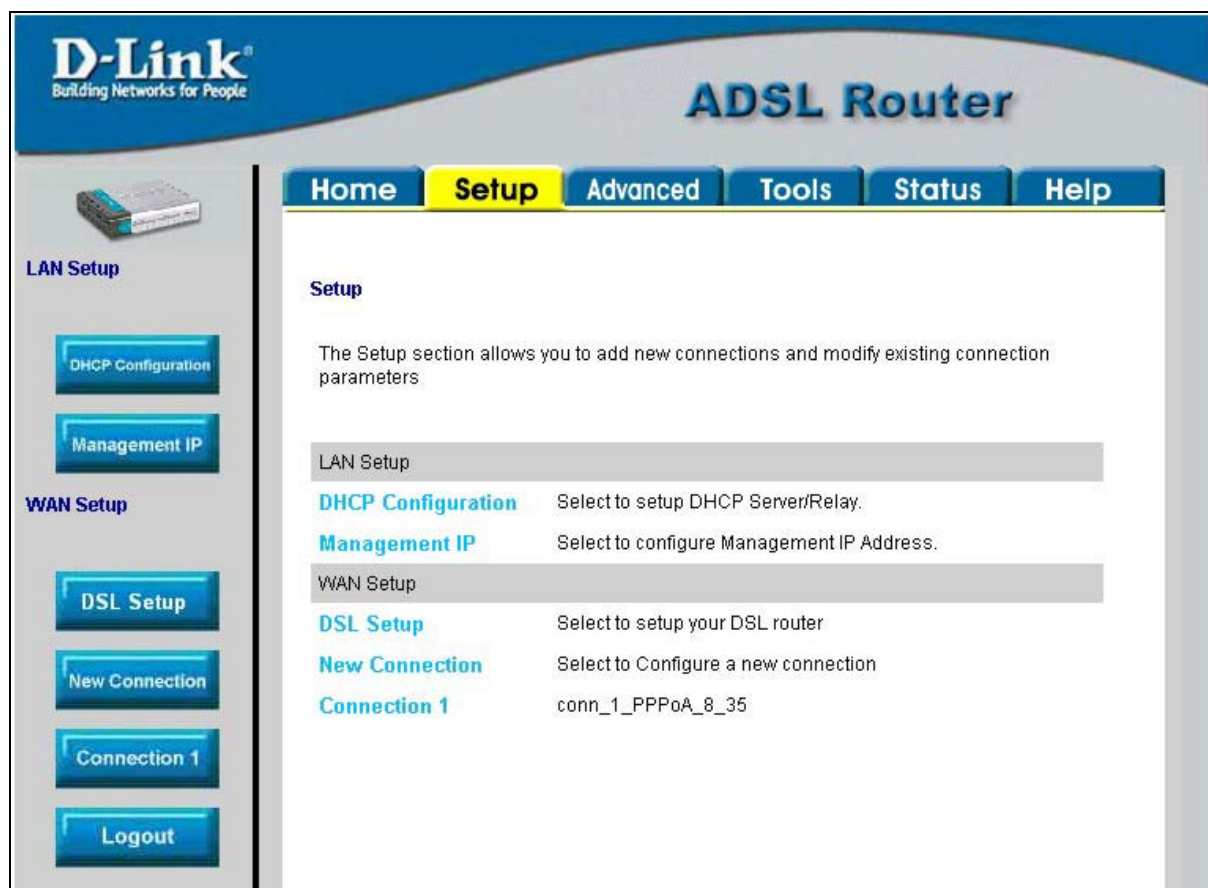 D-Link®
Building Networks for People
ADSL Router
Home Setup Advanced Tools Status Help
LAN Setup
DHCP Configuration
Management IP
WAN Setup
DSL Setup
New Connection
Connection 1
Logout
Setup
The Setup section allows you to add new connections and modify existing connection
parameters
LAN Setup
DHCP Configuration Select to setup DHCP Server/Relay.
Management IP Select to configure Management IP Address.
WAN Setup
DSL Setup Select to setup your DSL router
New Connection Select to Configure a new connection
Connection 1 conn_1_PPPoA_8_35